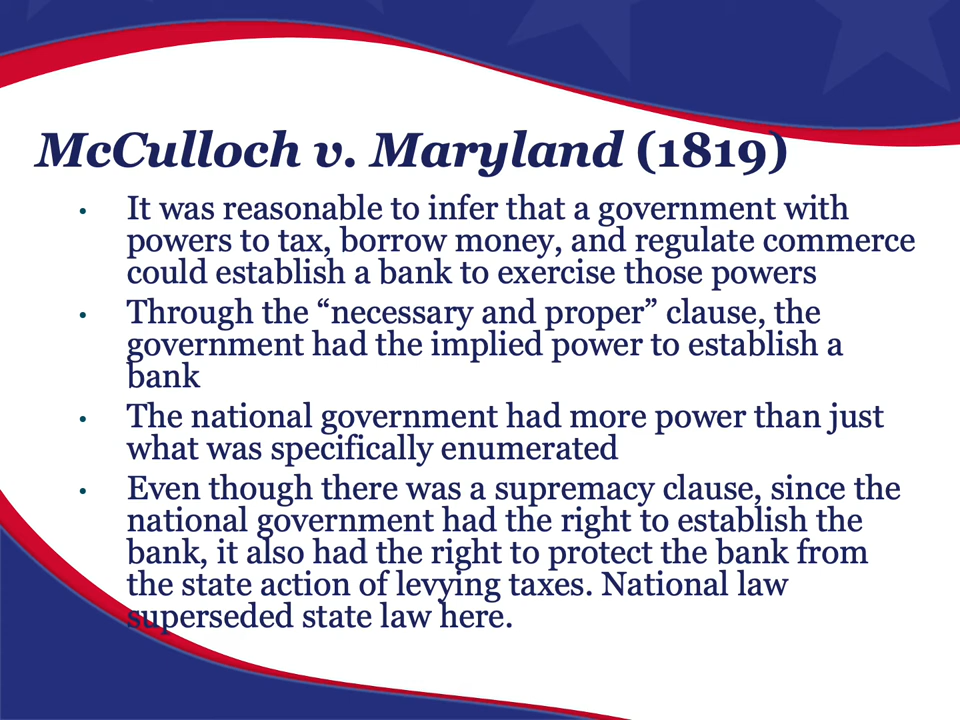 McCulloch v. Maryland (1819)
• It was reasonable to infer that a government with
powers to tax, borrow money, and regulate commerce
could establish a bank to exercise those powers
• Through the “necessary and proper” clause, the
government had the implied power to establish a
bank
• The national government had more power than just
what was specifically enumerated
• Even though there was a supremacy clause, since the
national government had the right to establish the
bank, it also had the right to protect the bank from
the state action of levying taxes. National law
superseded state law here.